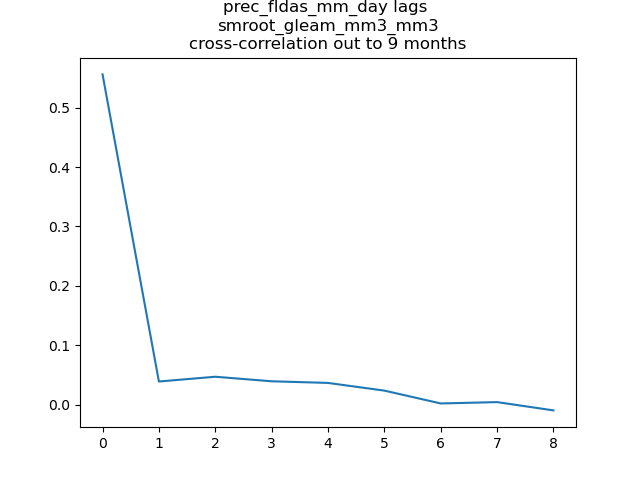 prec_fldas_mm_day lags
smroot_gleam_mm3_mm3
cross-correlation out to 9 months
0.5
0.4
0.3
0.2
0.1
0.0
0 1 2 3 4 5 6 7 8